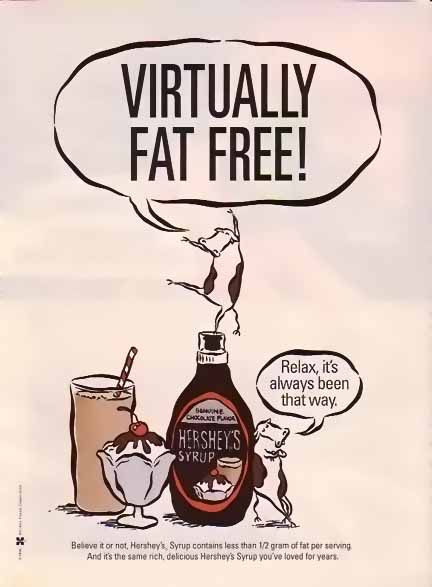 VIRTUALLY
FAT FREE!
Relax, it's
always been
that way.
GENUINE
CHOCOLATE FLAVOR
HERSHEY'S
SYRUP
Believe it or not, Hershey's, Syrup contains less than 1/2 gram of fat per serving.
And it's the same rich, delicious Hershey's Syrup you've loved for years.